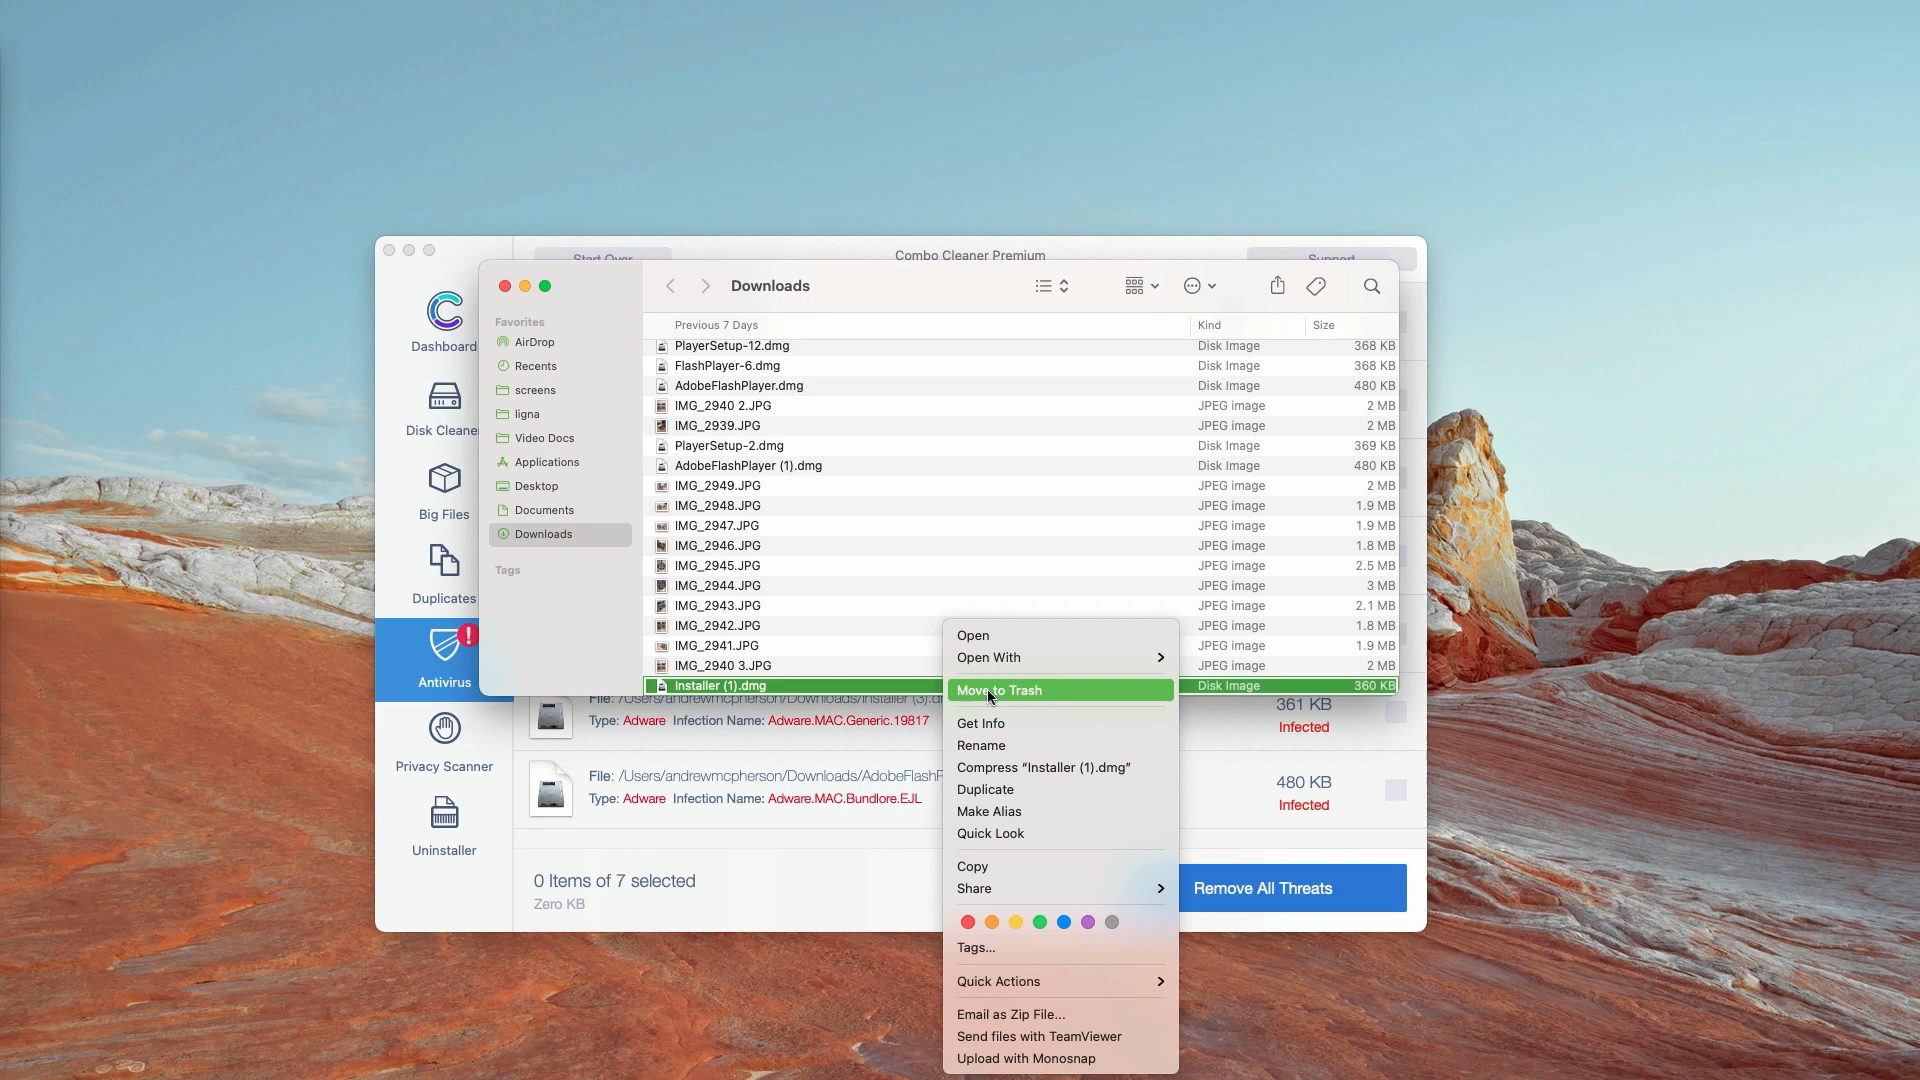 Start Over
Combo Cleaner Premium
Support
Dashboard
Disk Cleane
Big Files
Duplicates
Antivirus
Privacy Scanner
Uninstaller
Favorites
AirDrop
Recents
screens
ligna
Video Docs
Applications
Desktop
Documents
Downloads
Tags
Downloads
Previous 7 Days Kind Size
PlayerSetup-12.dmg Disk Image 368 KB
FlashPlayer-6.dmg Disk Image 368 KB
AdobeFlashPlayer.dmg Disk Image 480 KB
IMG_2940 2.JPG JPEG image 2 MB
IMG_2939.JPG JPEG image 2 MB
PlayerSetup-2.dmg Disk Image 369 KB
AdobeFlashPlayer (1).dmg Disk Image 480 KB
IMG_2949.JPG JPEG image 2 MB
IMG_2948.JPG JPEG image 1.9 MB
IMG_2947.JPG JPEG image 1.9 MB
IMG_2946.JPG JPEG image 1.8 MB
IMG_2945.JPG JPEG image 2.5 MB
IMG_2944.JPG JPEG image 3 MB
IMG_2943.JPG JPEG image 2.1 MB
IMG_2942.JPG JPEG image 1.8 MB
IMG_2941.JPG JPEG image 1.9 MB
IMG_2940 3.JPG JPEG image 2 MB
Installer (1).dmg Disk Image 360 KB
Open
Open With
Move to Trash
Get Info
Rename
Compress “Installer (1).dmg”
Duplicate
Make Alias
Quick Look
Copy
Share
Tags...
Quick Actions
Email as Zip File...
Send files with TeamViewer
Upload with Monosnap
File: /Users/andrewmcpherson/Downloads/Installer (3).d
Type: Adware Infection Name: Adware.MAC.Generic.19817
361 KB
Infected
File: /Users/andrewmcpherson/Downloads/AdobeFlashP
Type: Adware Infection Name: Adware.MAC.Bundlore.EJL
480 KB
Infected
0 Items of 7 selected
Zero KB
Remove All Threats